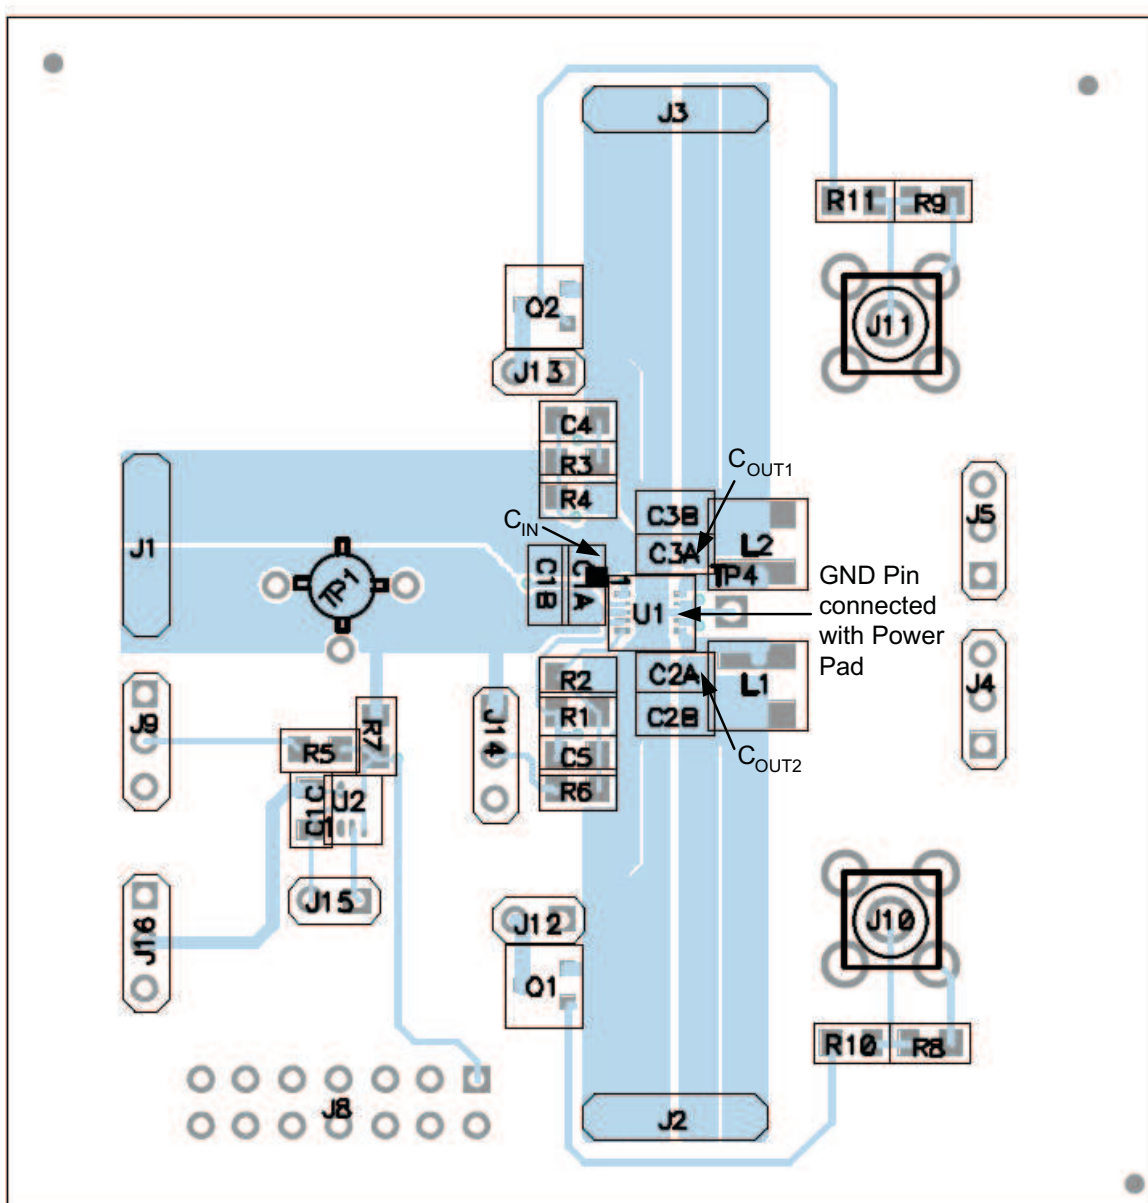 J3
R11 R9
Q2
J11
J13
C4
R3
R4
COUT1
CIN
C3B
C3A
L2
J5
J1
TP1
C1B
C1A
1
TP4
U1
GND Pin
connected
with Power
Pad
R2
C2A
L1
J4
J9
R7
J14
R1
C2B
R5
C5
COUT2
R6
C1C
U2
J15
J16
J12
J10
Q1
R10 R8
J8
J2